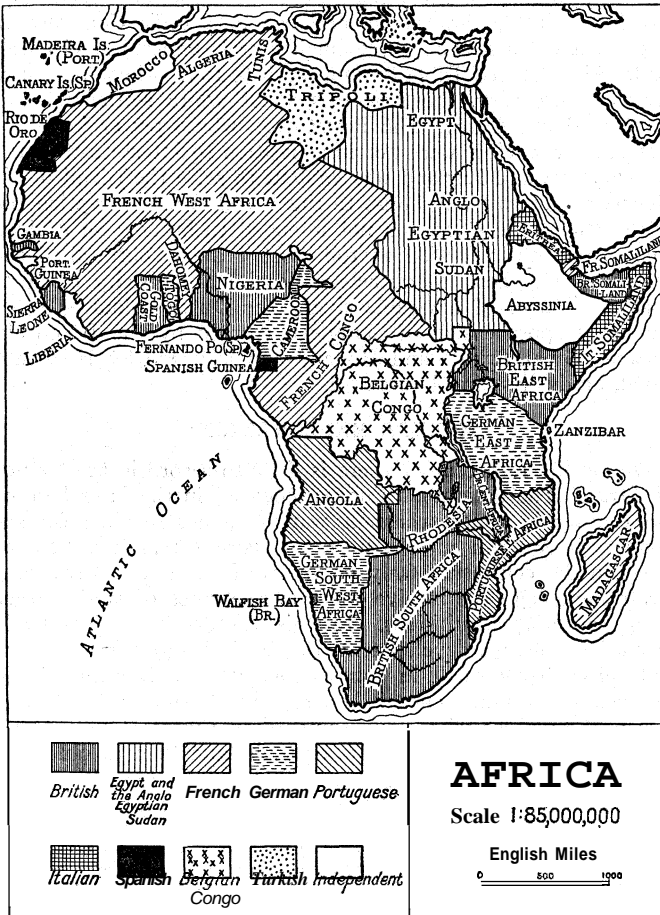 MADEIRA IS.
(PORT.)
CANARY IS.(SP.)
RIO DE
ORO
MOROCCO
ALGERIA
TUNIS
TRIPOLI
EGYPT
ANGLO
EGYPTIAN
SUDAN
FRENCH WEST AFRICA
GAMBIA
PORT.
GUINEA
SIERRA
LEONE
LIBERIA
GOLD
COAST
TOGO
DAHOMEY
NIGERIA
CAMEROON
FERNANDO PO (SP.)
SPANISH GUINEA
FRENCH CONGO
BELGIAN
CONGO
ERITREA
FR. SOMALILAND
BR. SOMALI-
LAND
ABYSSINIA
IT. SOMALILAND
BRITISH
EAST
AFRICA
GERMAN
EAST
AFRICA
ZANZIBAR
ANGOLA
RHODESIA
PORTUGUESE
AFRICA
MADAGASCAR
GERMAN
SOUTH
WEST
AFRICA
WALFISH BAY
(BR.)
BRITISH SOUTH AFRICA
ATLANTIC OCEAN
British
Egypt and
the Anglo
Egyptian
Sudan
French
German
Portuguese
Italian
Spanish
Belgian
Congo
Turkish
Independent
AFRICA
Scale 1:85,000,000
English Miles
0 500 1000